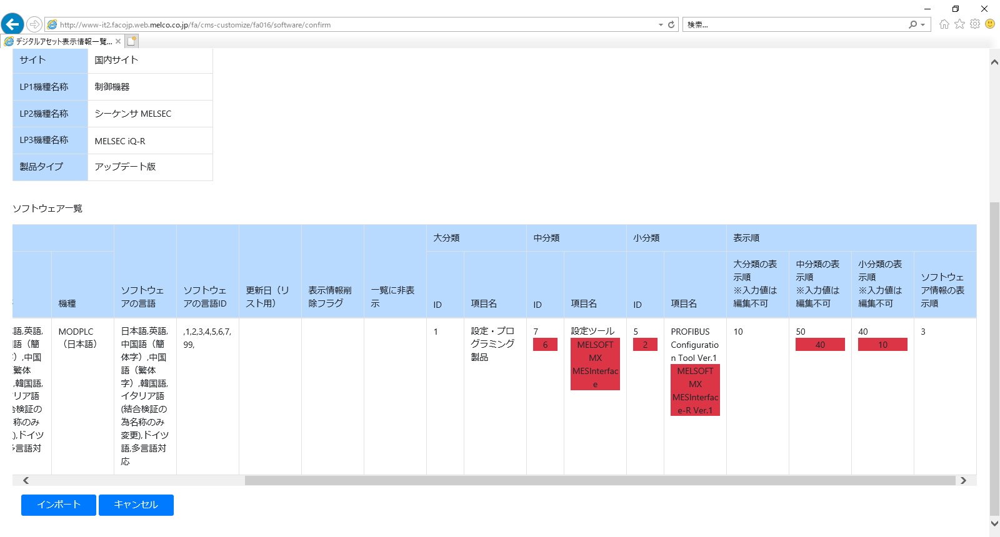 http://www-it2.facojp.web.melco.co.jp/fa/cms-customize/fa016/software/confirm
検索...
デジタルアセット表示情報一覧...
サイト
国内サイト
LP1機種名称
制御機器
LP2機種名称
シーケンサ MELSEC
LP3機種名称
MELSEC iQ-R
製品タイプ
アップデート版
ソフトウェア一覧
大分類
中分類
小分類
表示順
機種
ソフトウェ
アの言語
ソフトウェ
アの言語ID
更新日（リ
スト用）
表示情報削
除フラグ
一覧に非表
示
ID
項目名
ID
項目名
ID
項目名
大分類の表
示順
※入力値は
編集不可
中分類の表
示順
※入力値は
編集不可
小分類の表
示順
※入力値は
編集不可
ソフトウェ
ア情報の表
示順
語,英語,
語（簡
）,中国
繁体
,韓国語,
リア語
合検証の
称のみ
),ドイツ
言語対
MODPLC
（日本語）
日本語,英語,
中国語（簡
体字）,中国
語（繁体
字）,韓国語,
イタリア語
(結合検証の
為名称のみ
変更),ドイツ
語,多言語対
応
,1,2,3,4,5,6,7,
99,
1
設定・プロ
グラミング
製品
7
6
設定ツール
MELSOFT
MX
MESInterfac
e
5
2
PROFIBUS
Configuratio
n Tool Ver.1
MELSOFT
MX
MESInterfac
e-R Ver.1
10
50
40
40
10
3
インポート
キャンセル